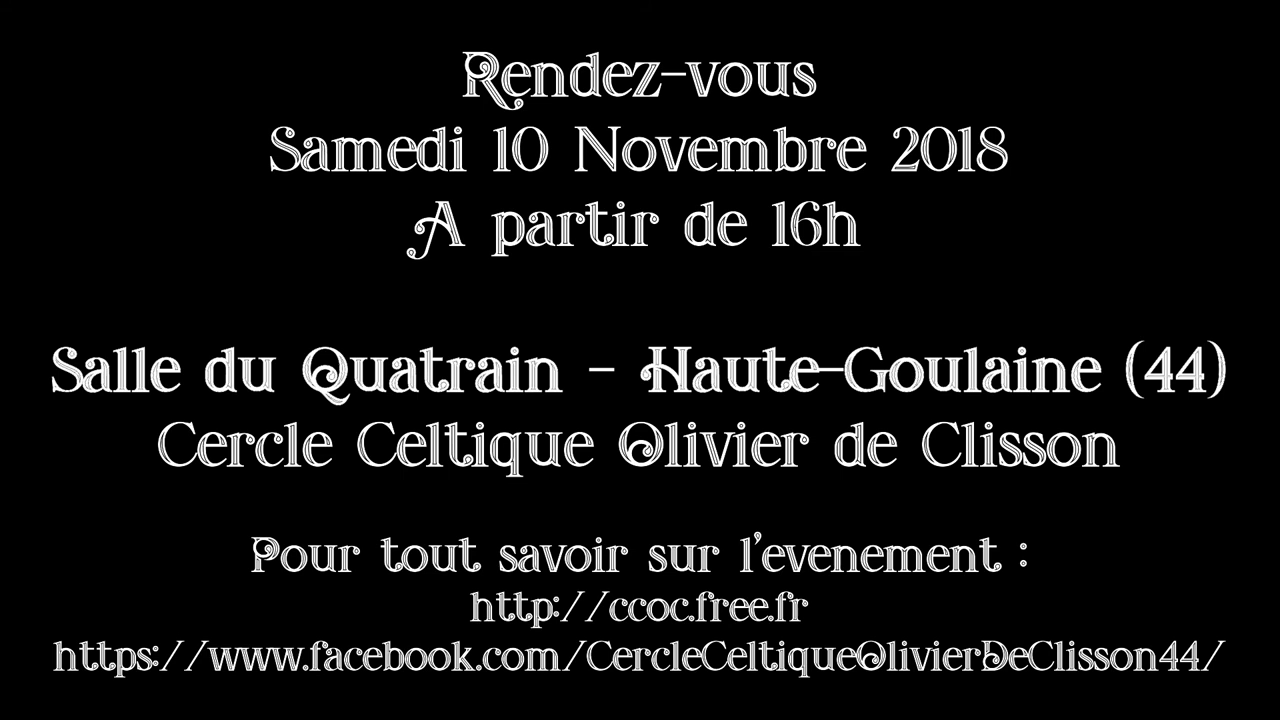 Rendez-vous
Samedi 10 Novembre 2018
A partir de 16h
Salle du Quatrain - Haute-Goulaine (44)
Cercle Celtique Olivier de Clisson
Pour tout savoir sur l'evenement :
http://ccoc.free.fr
https://www.facebook.com/CercleCeltiqueOlivierDeClisson44/